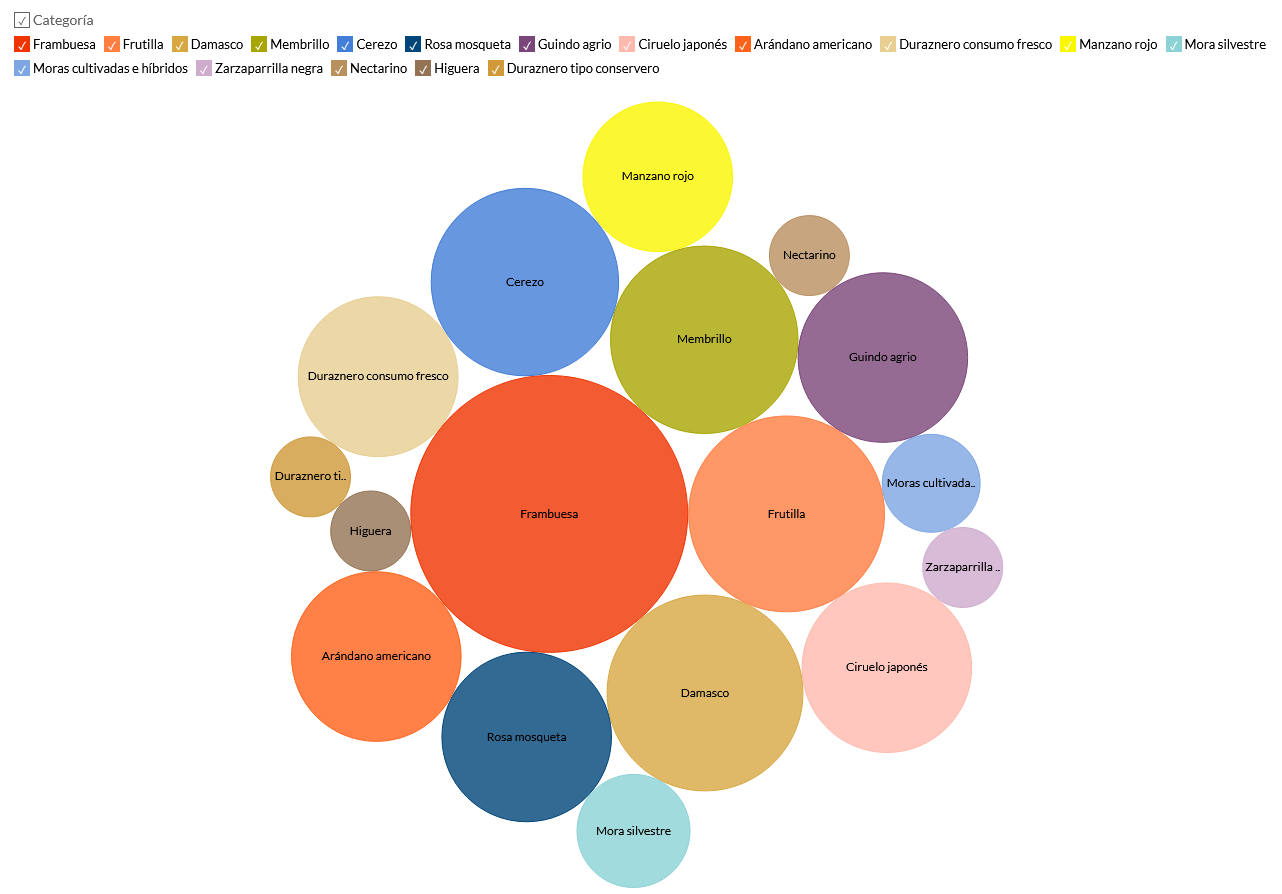 Categoría
Frambuesa Frutilla Damasco Membrillo Cerezo Rosa mosqueta Guindo agrio Ciruelo japonés Arándano americano Duraznero consumo fresco Manzano rojo Mora silvestre
Moras cultivadas e híbridos Zarzaparrilla negra Nectarino Higuera Duraznero tipo conservero
Manzano rojo
Nectarino
Cerezo
Membrillo
Guindo agrio
Duraznero consumo fresco
Duraznero ti..
Moras cultivada..
Higuera
Frambuesa
Frutilla
Zarzaparrilla ..
Arándano americano
Ciruelo japonés
Damasco
Rosa mosqueta
Mora silvestre